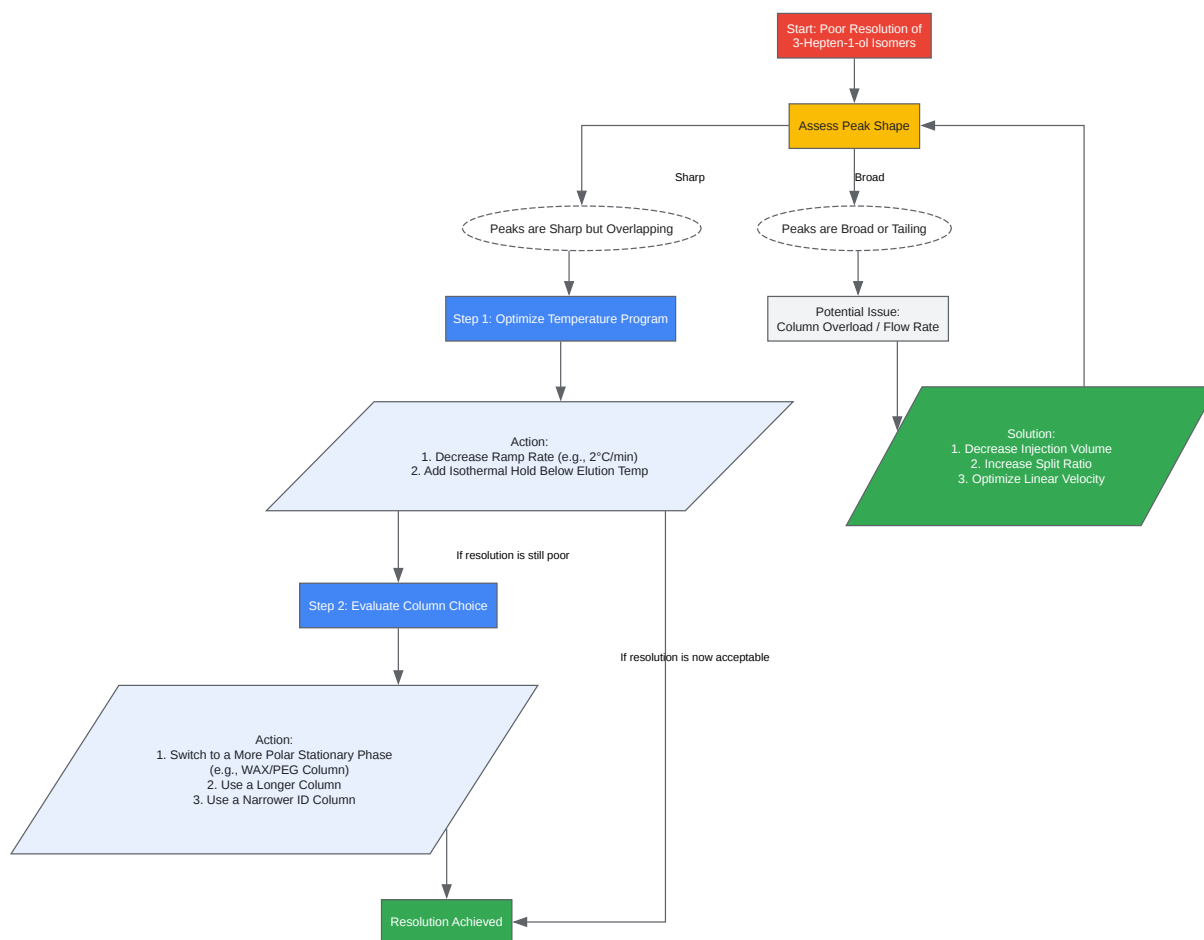 Start: Poor Resolution of
3-Hepten-1-ol Isomers
Assess Peak Shape
Sharp
Broad
Peaks are Sharp but Overlapping
Peaks are Broad or Tailing
Step 1: Optimize Temperature Program
Potential Issue:
Column Overload / Flow Rate
Action:
1. Decrease Ramp Rate (e.g., 2°C/min)
2. Add Isothermal Hold Below Elution Temp
Solution:
1. Decrease Injection Volume
2. Increase Split Ratio
3. Optimize Linear Velocity
If resolution is still poor
Step 2: Evaluate Column Choice
If resolution is now acceptable
Action:
1. Switch to a More Polar Stationary Phase
(e.g., WAX/PEG Column)
2. Use a Longer Column
3. Use a Narrower ID Column
Resolution Achieved